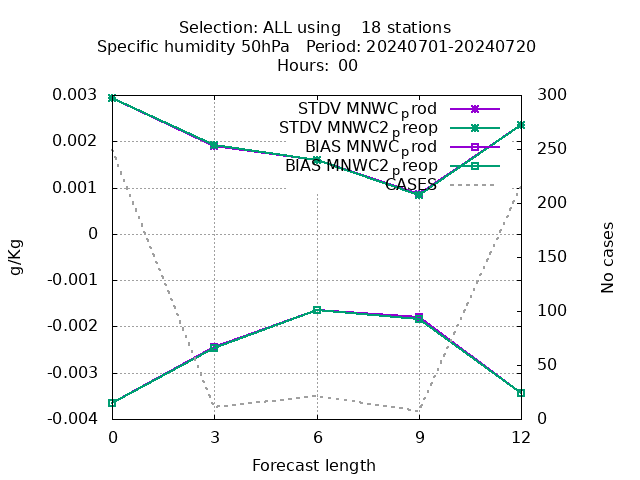 Selection: ALL using    18 stations
Specific humidity 50hPa   Period: 20240701-20240720
Hours: 00
0.003
0.002
0.001
0
-0.001
-0.002
-0.003
-0.004
g/Kg
STDV MNWC_prod
STDV MNWC2_preop
BIAS MNWC_prod
BIAS MNWC2_preop
CASES
300
250
200
150
100
50
0
No cases
0 3 6 9 12
Forecast length